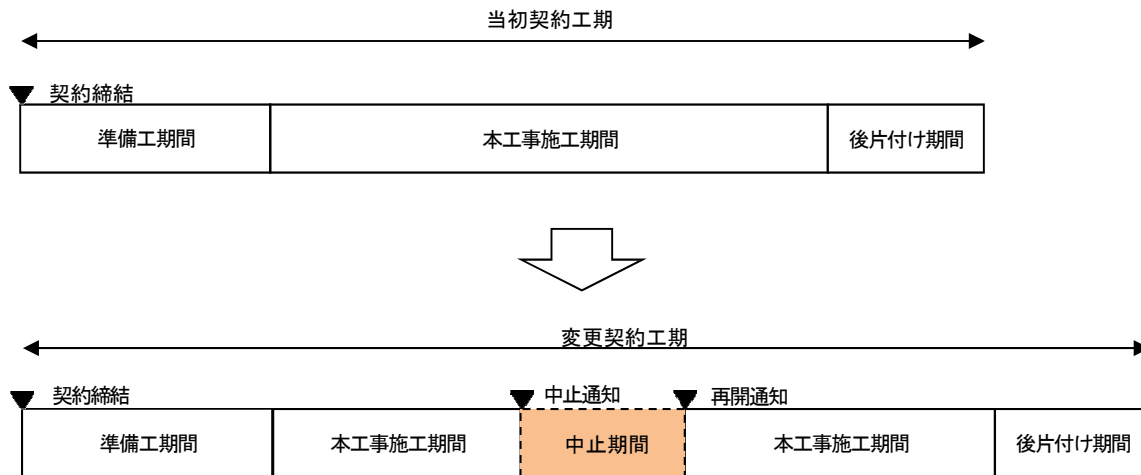 当初契約工期
契約締結
準備工期間 本工事施工期間 後片付け期間
変更契約工期
契約締結 中止通知 再開通知
準備工期間 本工事施工期間 中止期間 本工事施工期間 後片付け期間